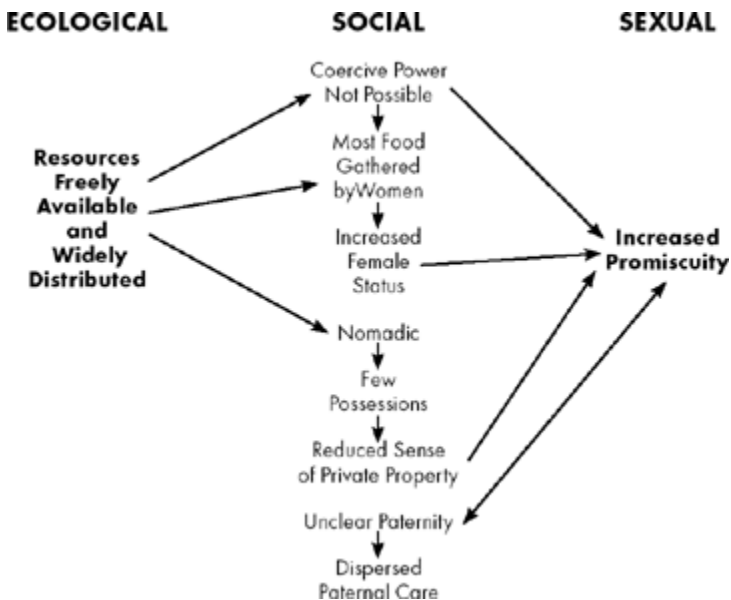 ECOLOGICAL
SOCIAL
SEXUAL
Coercive Power
Not Possible
Most Food
Gathered
byWomen
Increased
Female
Status
Resources
Freely
Available
and
Widely
Distributed
Increased
Promiscuity
Nomadic
Few
Possessions
Reduced Sense
of Private Property
Unclear Paternity
Dispersed
Paternal Care